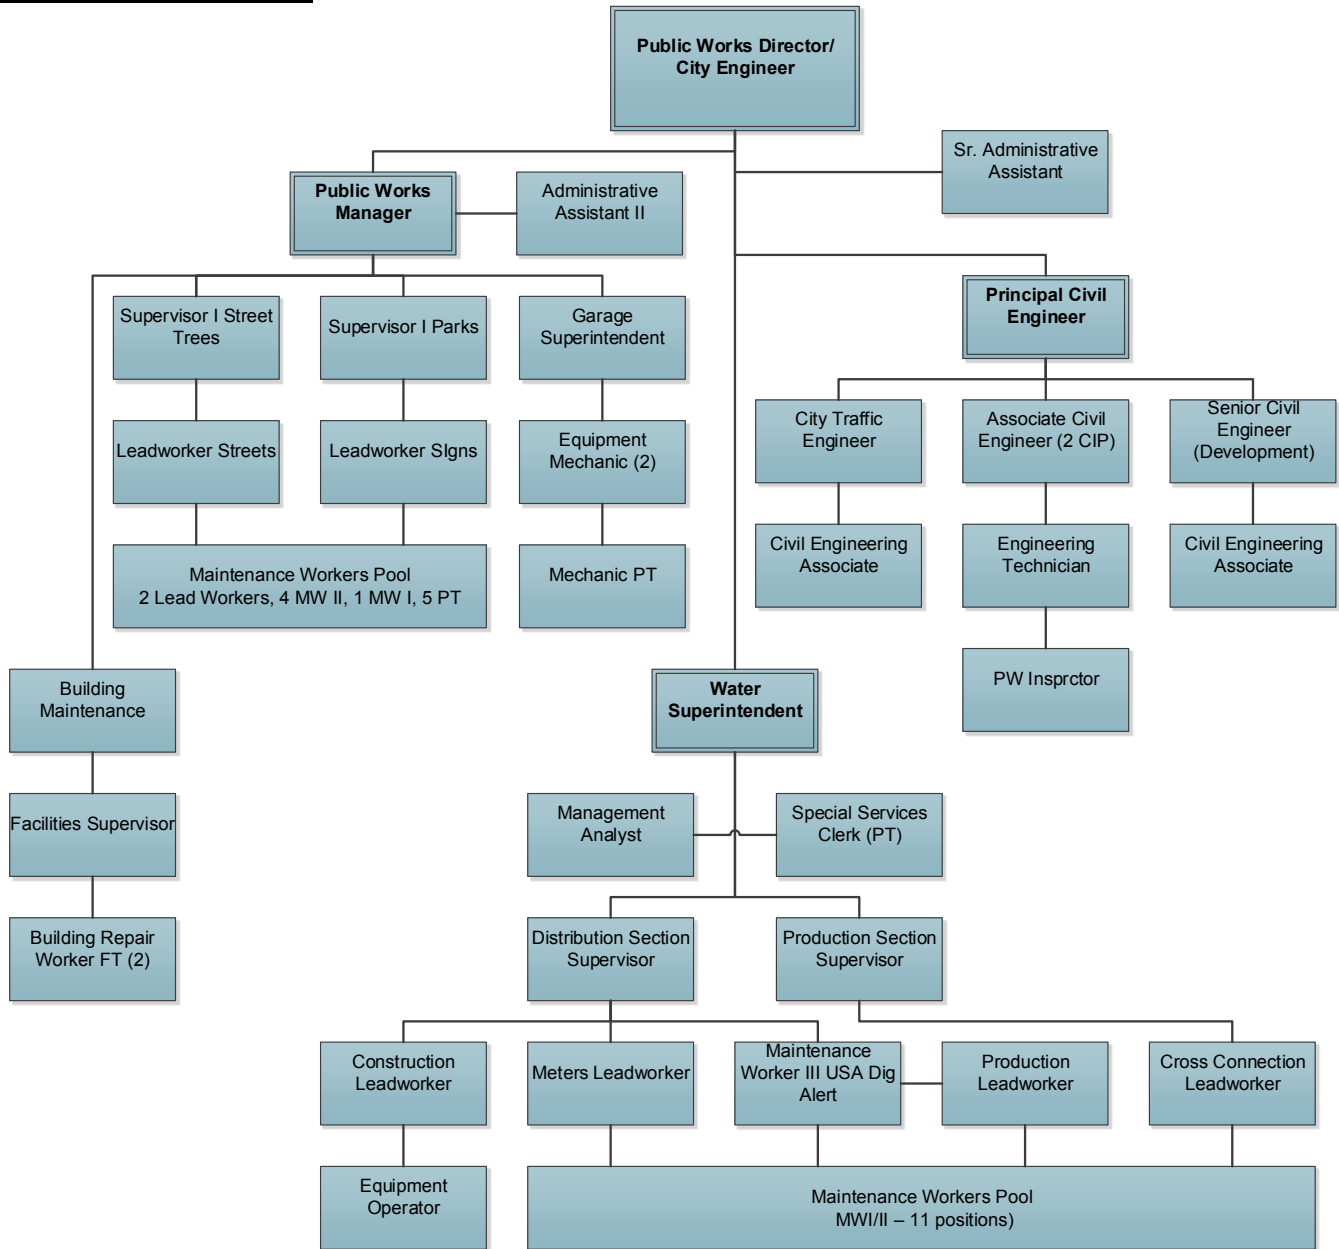 Public Works Director/
City Engineer
Sr. Administrative
Assistant
Public Works
Manager
Administrative
Assistant II
Principal Civil
Engineer
Supervisor I Street
Trees
Supervisor I Parks
Garage
Superintendent
City Traffic
Engineer
Associate Civil
Engineer (2 CIP)
Senior Civil
Engineer
(Development)
Leadworker Streets
Leadworker SIgns
Equipment
Mechanic (2)
Civil Engineering
Associate
Engineering
Technician
Civil Engineering
Associate
Maintenance Workers Pool
2 Lead Workers, 4 MW II, 1 MW I, 5 PT
Mechanic PT
PW Insprctor
Building
Maintenance
Water
Superintendent
Facilities Supervisor
Management
Analyst
Special Services
Clerk (PT)
Building Repair
Worker FT (2)
Distribution Section
Supervisor
Production Section
Supervisor
Construction
Leadworker
Meters Leadworker
Maintenance
Worker III USA Dig
Alert
Production
Leadworker
Cross Connection
Leadworker
Equipment
Operator
Maintenance Workers Pool
MWI/II – 11 positions)